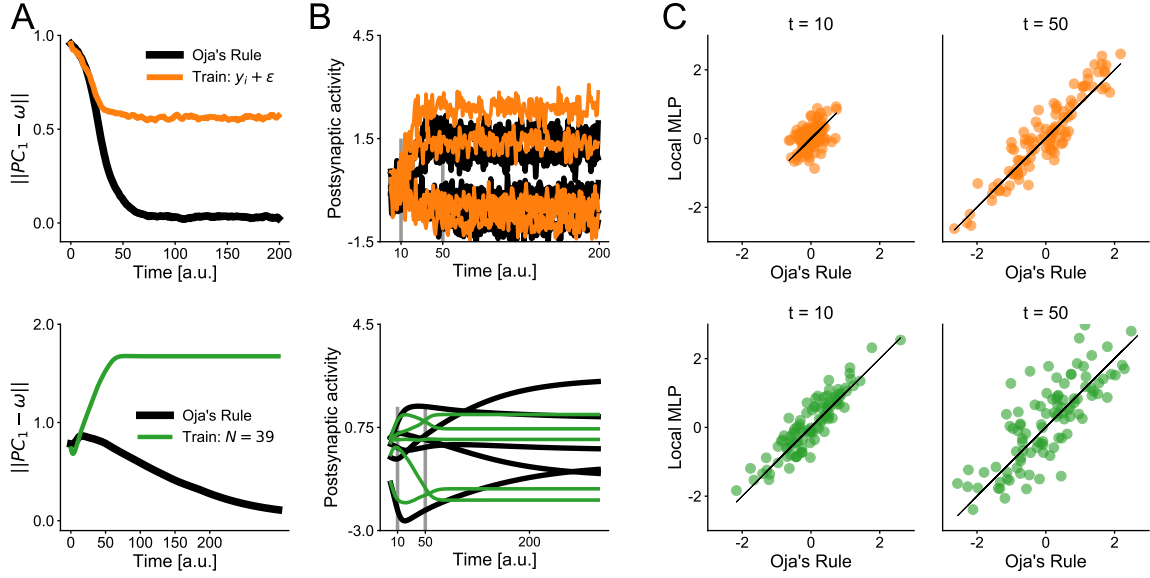 A
B
C
1.0
0.5
0.0
||PC₁ − ω||
Oja's Rule
Train: yᵢ + ε
0
50
100
150
200
Time [a.u.]
4.5
1.5
-1.5
Postsynaptic activity
10
50
200
Time [a.u.]
t = 10
2
0
-2
Local MLP
-2
0
2
Oja's Rule
t = 50
-2
0
2
Oja's Rule
2.0
1.0
0.0
||PC₁ − ω||
Oja's Rule
Train: N = 39
0
50
100
150
200
Time [a.u.]
4.5
0.75
-3.0
Postsynaptic activity
10
50
200
Time [a.u.]
t = 10
2
0
-2
Local MLP
-2
0
2
Oja's Rule
t = 50
-2
0
2
Oja's Rule